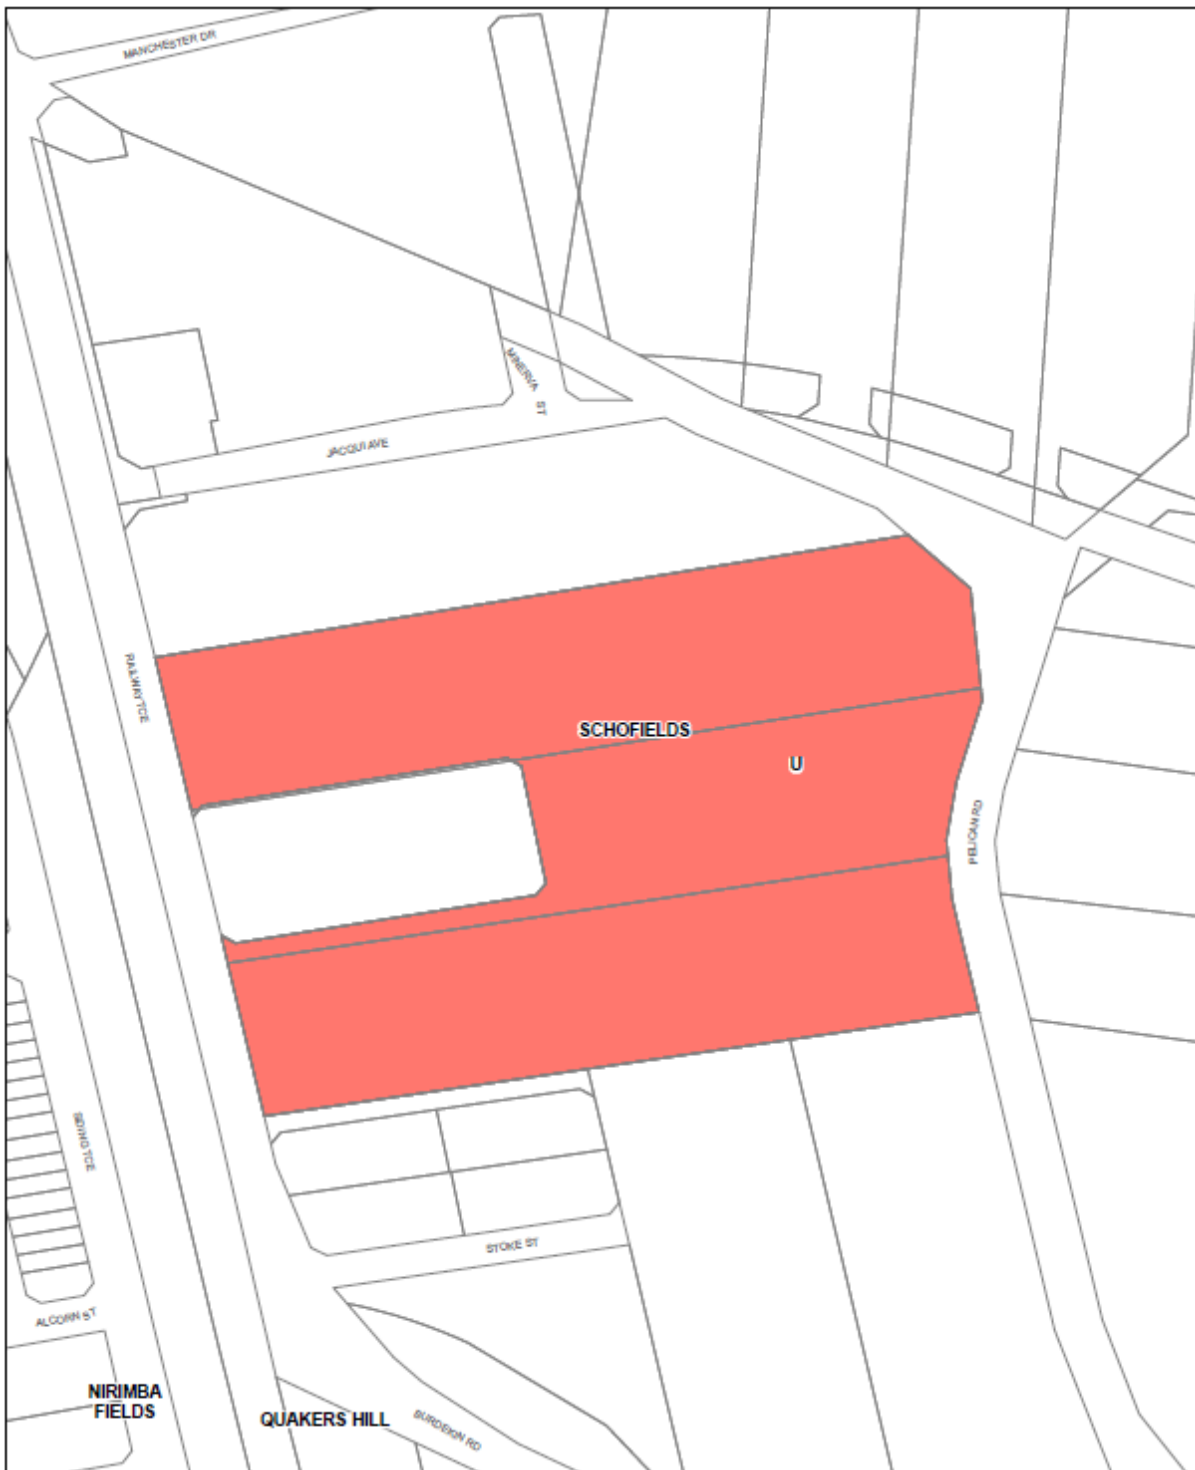 MANCHESTER DR
MINERVA ST
JACQUI AVE
RAILWAY TCE
SCHOFIELDS
U
PELICAN RD
SIDING TCE
STOKE ST
ALCORN ST
NIRIMBA
FIELDS
QUAKERS HILL
BURDEKIN RD